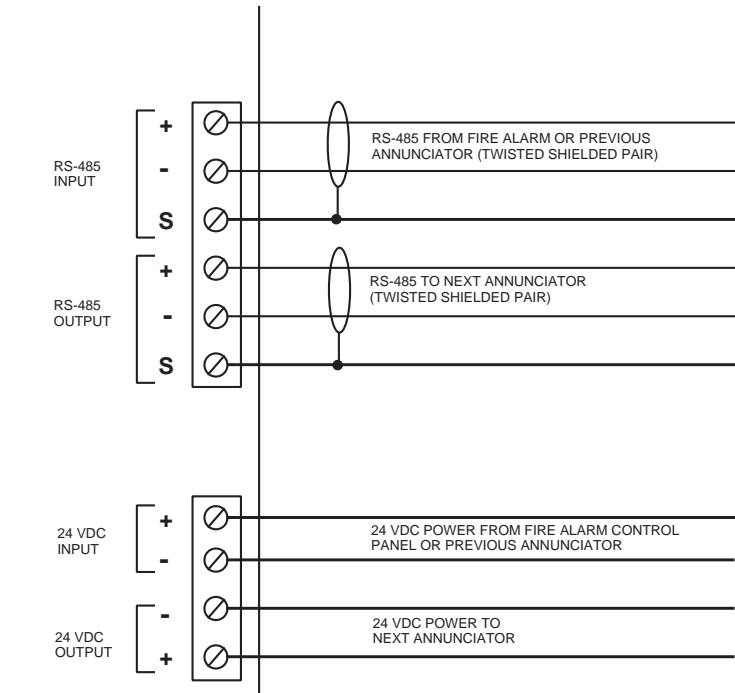 +
RS-485 FROM FIRE ALARM OR PREVIOUS
ANNUNCIATOR (TWISTED SHIELDED PAIR)
RS-485
INPUT
-
S
+
RS-485 TO NEXT ANNUNCIATOR
(TWISTED SHIELDED PAIR)
RS-485
OUTPUT
-
S
+
24 VDC
INPUT
24 VDC POWER FROM FIRE ALARM CONTROL
PANEL OR PREVIOUS ANNUNCIATOR
-
-
24 VDC POWER TO
NEXT ANNUNCIATOR
24 VDC
OUTPUT
+